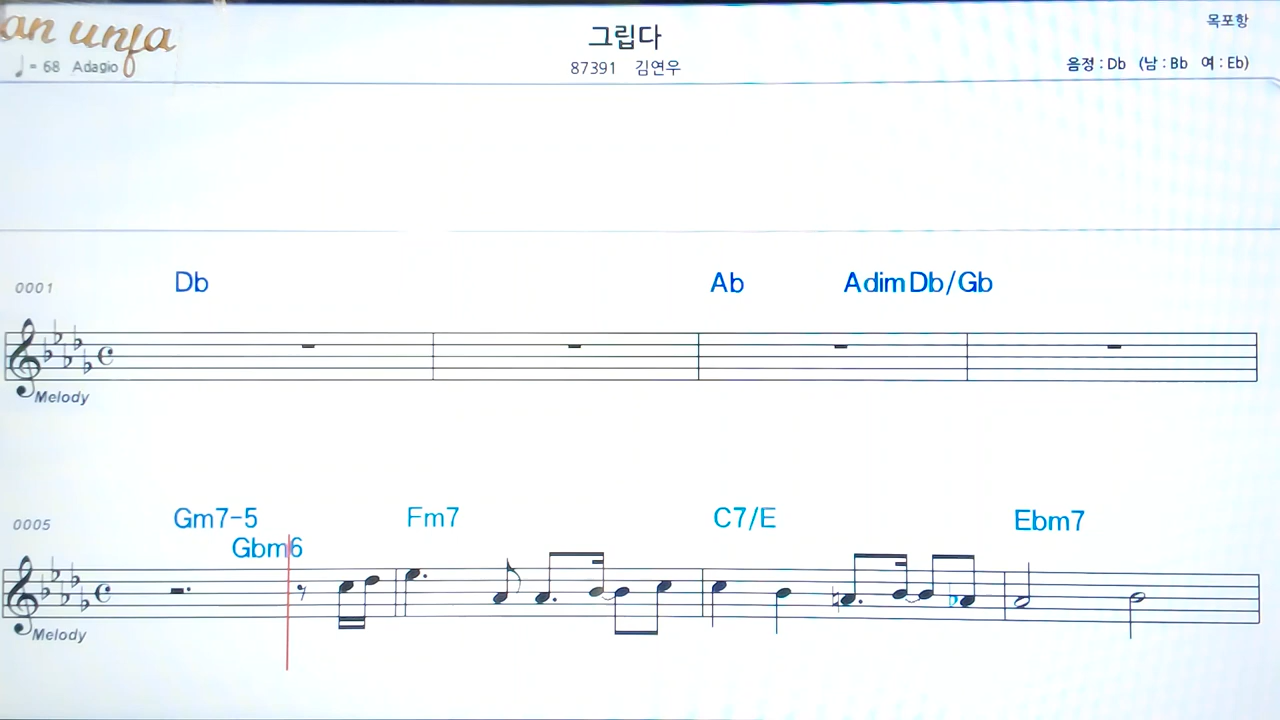 an unja
목포항
그립다
♩= 68 Adagio
87391 김연우
음정 : Db (남 : Bb 여 : Eb)
0001
Db Ab Adim Db/Gb
Melody
0005
Gm7-5 Fm7 C7/E Ebm7
Gbm6
Melody